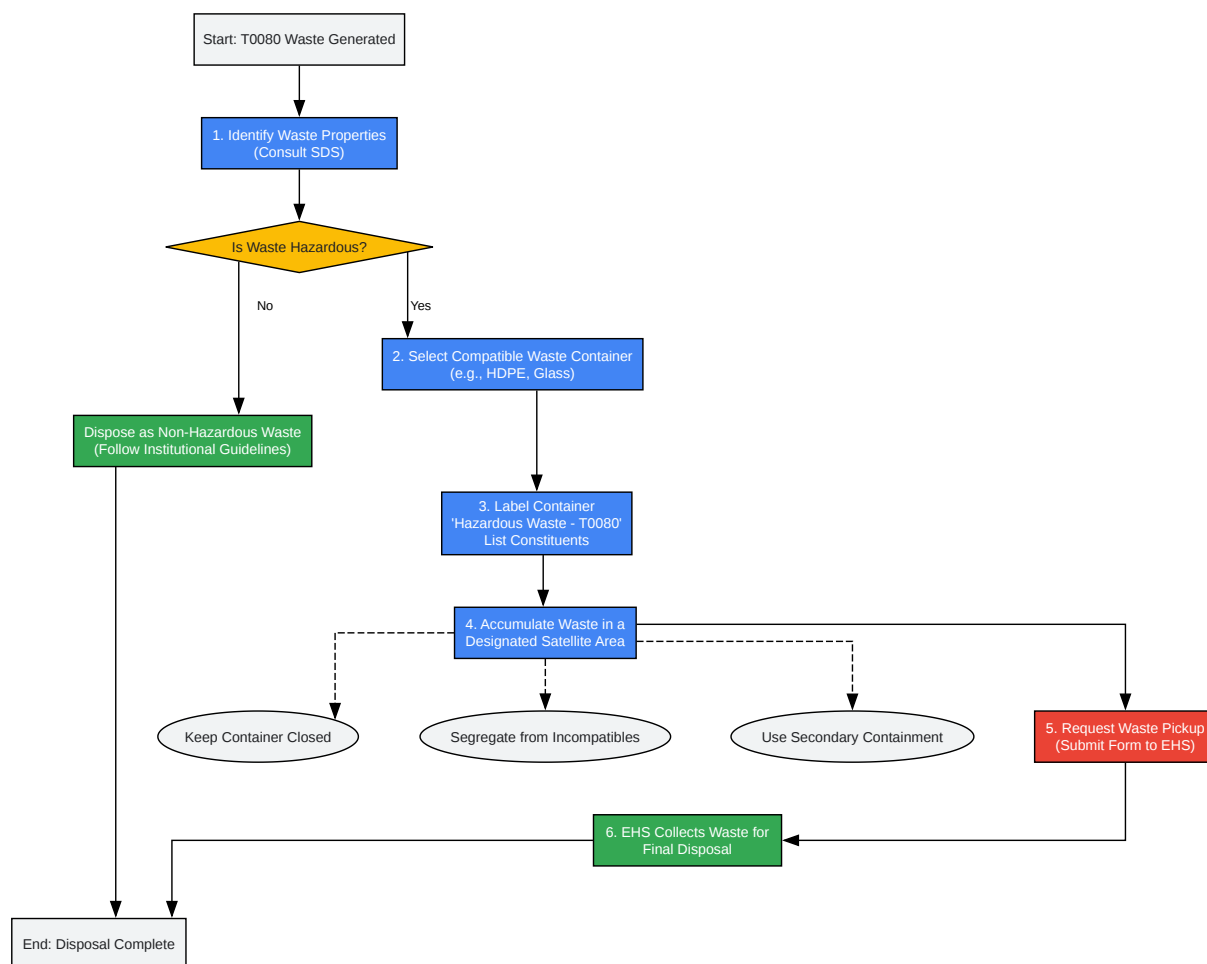 Start: T0080 Waste Generated
1. Identify Waste Properties
(Consult SDS)
Is Waste Hazardous?
No
Yes
2. Select Compatible Waste Container
(e.g., HDPE, Glass)
Dispose as Non-Hazardous Waste
(Follow Institutional Guidelines)
3. Label Container
'Hazardous Waste - T0080'
List Constituents
4. Accumulate Waste in a
Designated Satellite Area
Keep Container Closed
Segregate from Incompatibles
Use Secondary Containment
5. Request Waste Pickup
(Submit Form to EHS)
6. EHS Collects Waste for
Final Disposal
End: Disposal Complete